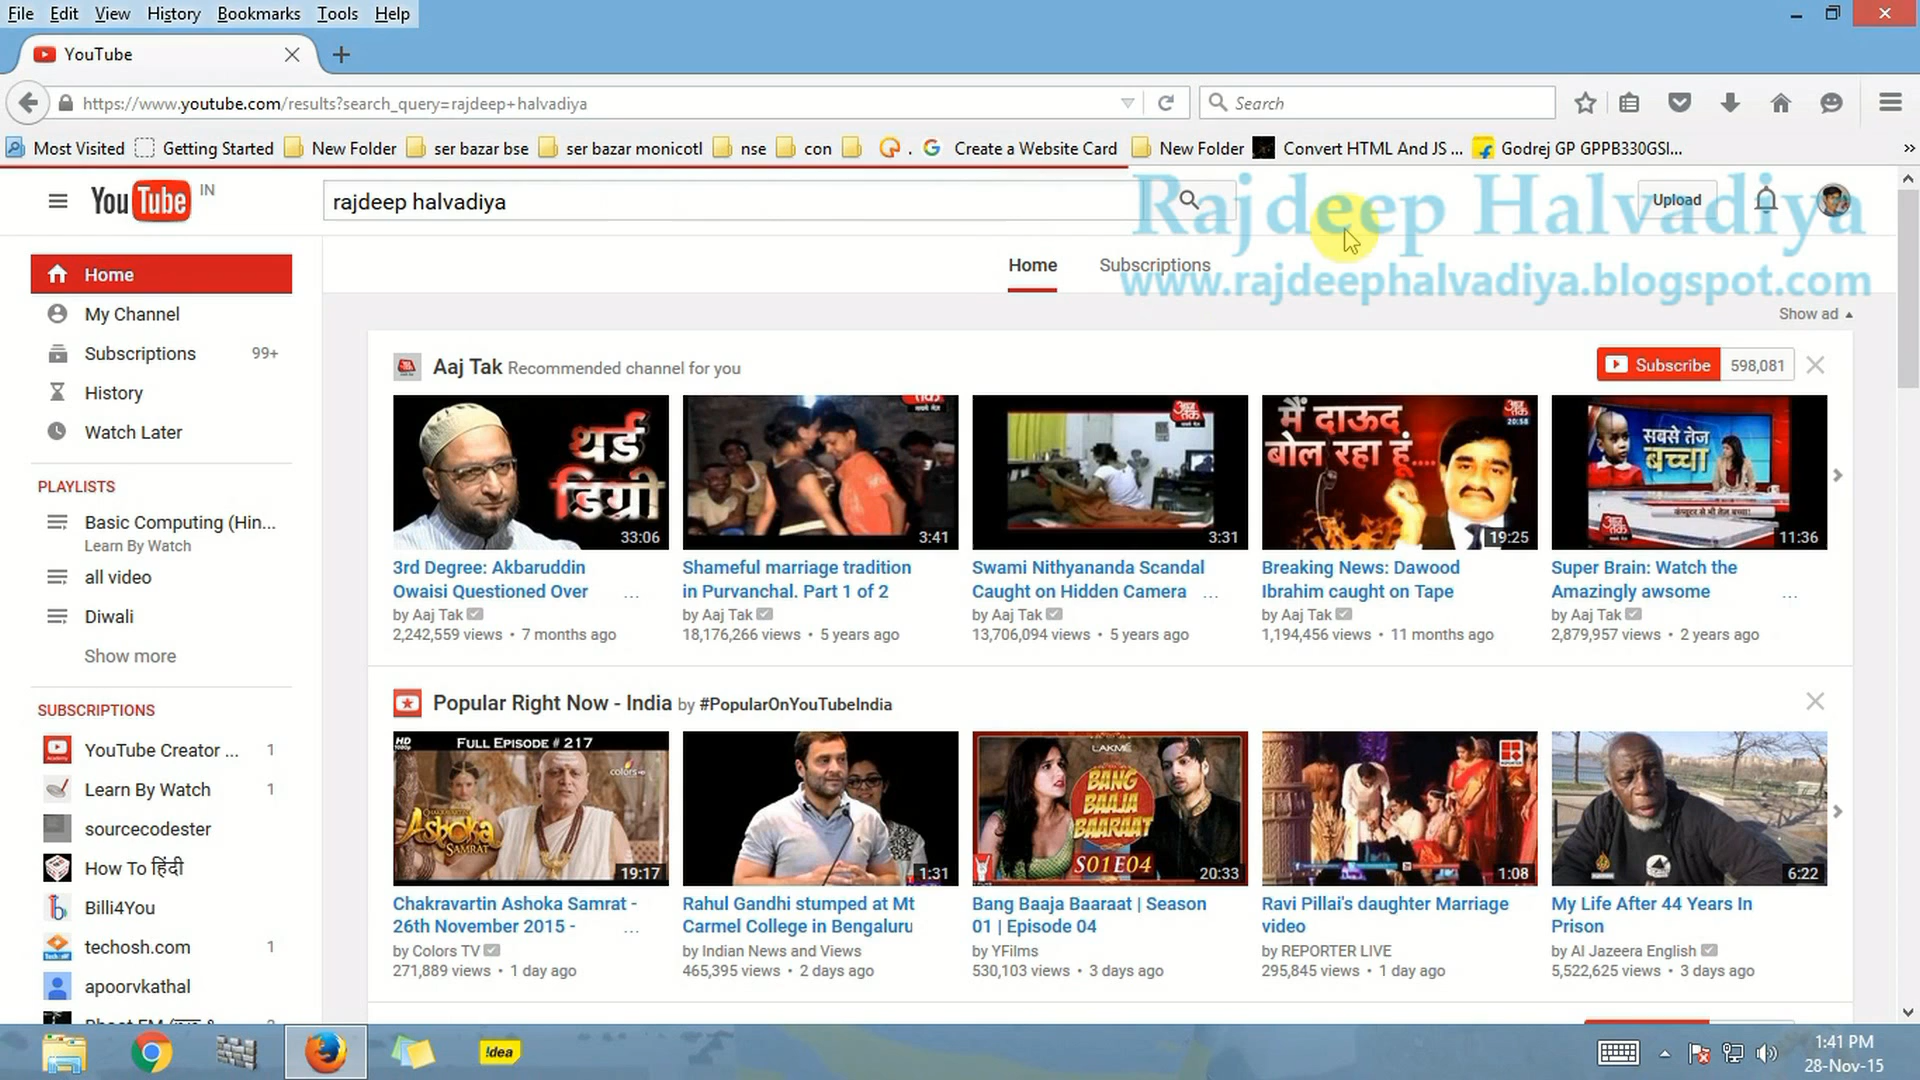 File Edit View History Bookmarks Tools Help
YouTube
https://www.youtube.com/results?search_query=rajdeep+halvadiya
Search
Most Visited Getting Started New Folder ser bazar bse ser bazar monicotl nse con . Create a Website Card New Folder Convert HTML And JS ... Godrej GP GPPB330GSl... »
YouTube IN
rajdeep halvadiya
Upload
Rajdeep Halvadiya
www.rajdeephalvadiya.blogspot.com
Home Subscriptions
Show ad
Home
My Channel
Subscriptions 99+
History
Watch Later
PLAYLISTS
Basic Computing (Hin...
Learn By Watch
all video
Diwali
Show more
SUBSCRIPTIONS
YouTube Creator ... 1
Learn By Watch 1
sourcecodester
How To हिंदी
Billi4You
techosh.com 1
apoorvkathal
Aaj Tak Recommended channel for you
Subscribe 598,081
थर्ड
डिग्री
33:06
3:41
3:31
मैं दाऊद
बोल रहा हूं....
20:58
19:25
सबसे तेज
बच्चा
11:36
3rd Degree: Akbaruddin
Owaisi Questioned Over ...
by Aaj Tak
2,242,559 views • 7 months ago
Shameful marriage tradition
in Purvanchal. Part 1 of 2
by Aaj Tak
18,176,266 views • 5 years ago
Swami Nithyananda Scandal
Caught on Hidden Camera ...
by Aaj Tak
13,706,094 views • 5 years ago
Breaking News: Dawood
Ibrahim caught on Tape
by Aaj Tak
1,194,456 views • 11 months ago
Super Brain: Watch the
Amazingly awsome ...
by Aaj Tak
2,879,957 views • 2 years ago
Popular Right Now - India by #PopularOnYouTubeIndia
HD
FULL EPISODE # 217
colors
CHAKRAVARTIN
ASHOKA
SAMRAT
19:17
1:31
LAKMÉ
BANG
BAAJA
BAARAAT
S01E04
20:33
1:08
6:22
Chakravartin Ashoka Samrat -
26th November 2015 - ...
by Colors TV
271,889 views • 1 day ago
Rahul Gandhi stumped at Mt
Carmel College in Bengaluru
by Indian News and Views
465,395 views • 2 days ago
Bang Baaja Baaraat | Season
01 | Episode 04
by YFilms
530,103 views • 3 days ago
Ravi Pillai's daughter Marriage
video
by REPORTER LIVE
295,845 views • 1 day ago
My Life After 44 Years In
Prison
by Al Jazeera English
5,522,625 views • 3 days ago
!dea
1:41 PM
28-Nov-15